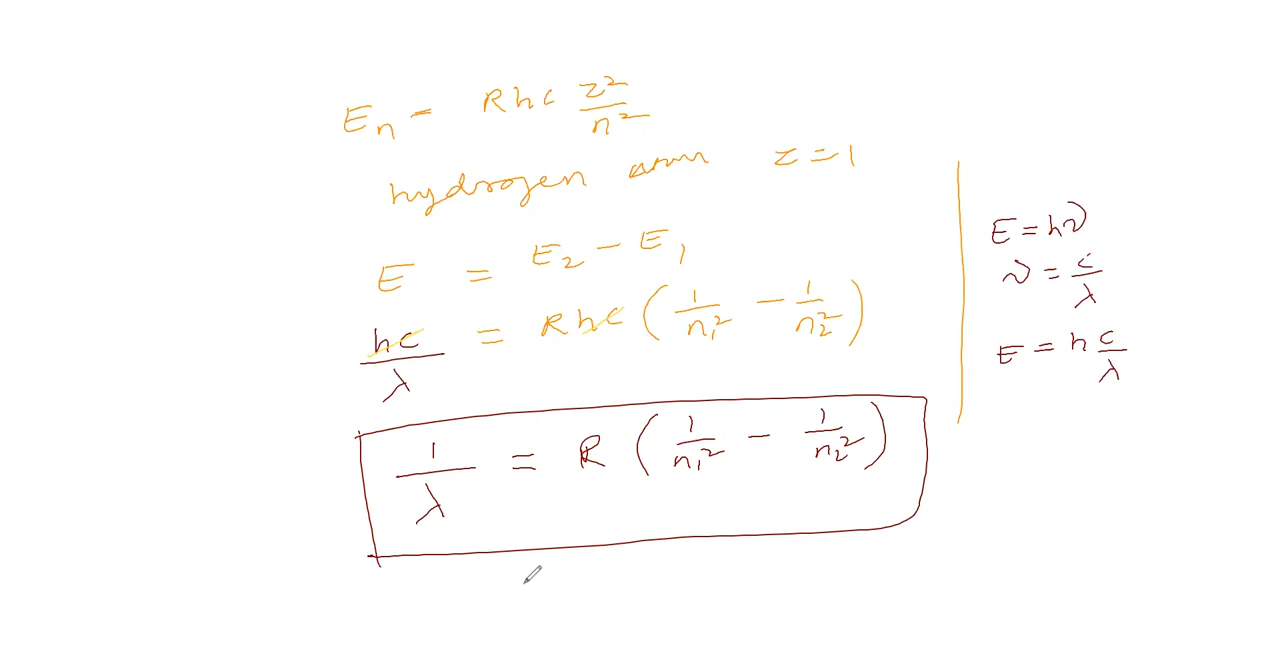 Eₙ = Rhc z²/n²
hydrogen atom z = 1
E = E₂ - E₁
hc/λ = Rhc (1/n₁² - 1/n₂²)
1/λ = R (1/n₁² - 1/n₂²)
E = hν
ν = c/λ
E = h c/λ